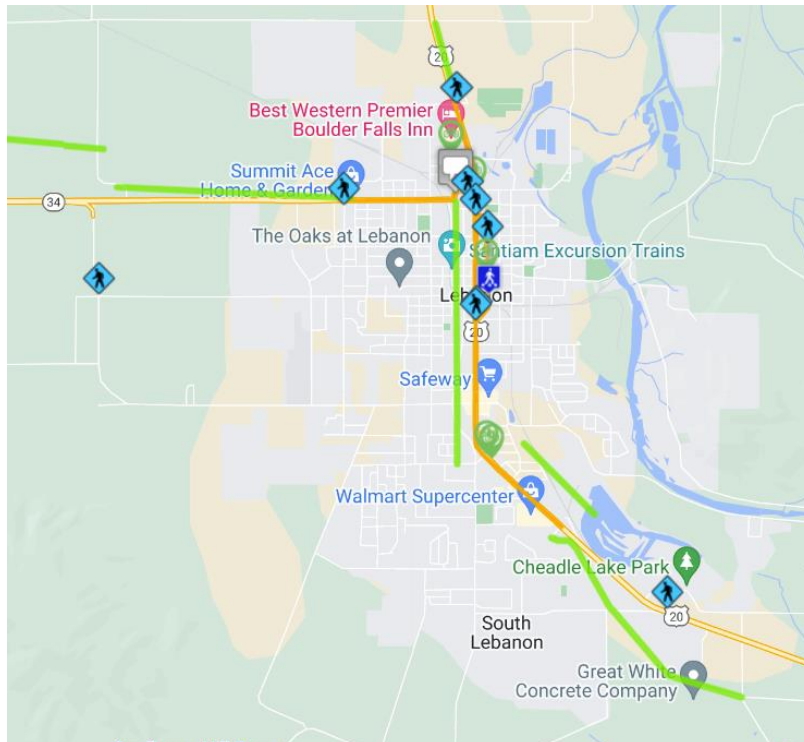 20
Best Western Premier
Boulder Falls Inn
Summit Ace
Home & Garden
34
The Oaks at Lebanon
Santiam Excursion Trains
Lebanon
20
Safeway
Walmart Supercenter
Cheadle Lake Park
20
South
Lebanon
Great White
Concrete Company